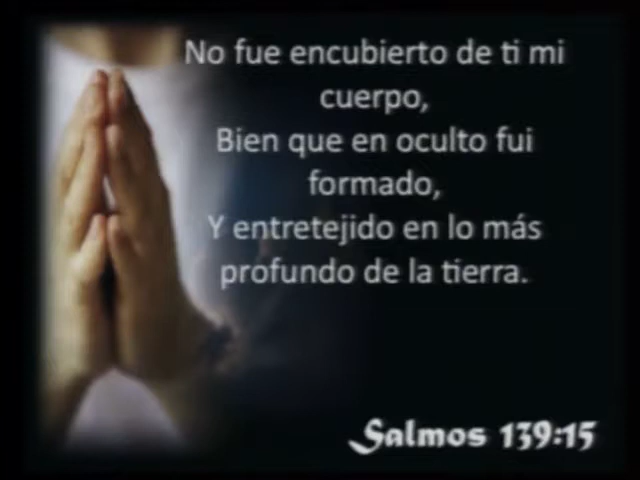 No fue encubierto de ti mi
cuerpo,
Bien que en oculto fui
formado,
Y entretejido en lo más
profundo de la tierra.
Salmos 139:15